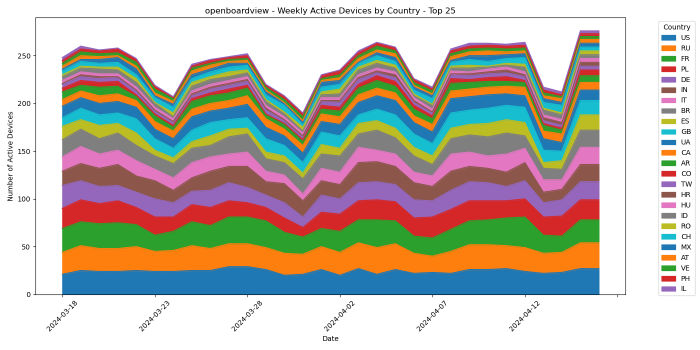 openboardview - Weekly Active Devices by Country - Top 25
Number of Active Devices
250
200
150
100
50
0
2024-03-18
2024-03-23
2024-03-28
2024-04-02
2024-04-07
2024-04-12
Date
Country
US
RU
FR
PL
DE
IN
IT
BR
ES
GB
UA
CA
AR
CO
TW
HR
HU
ID
RO
CH
MX
AT
VE
PH
IL